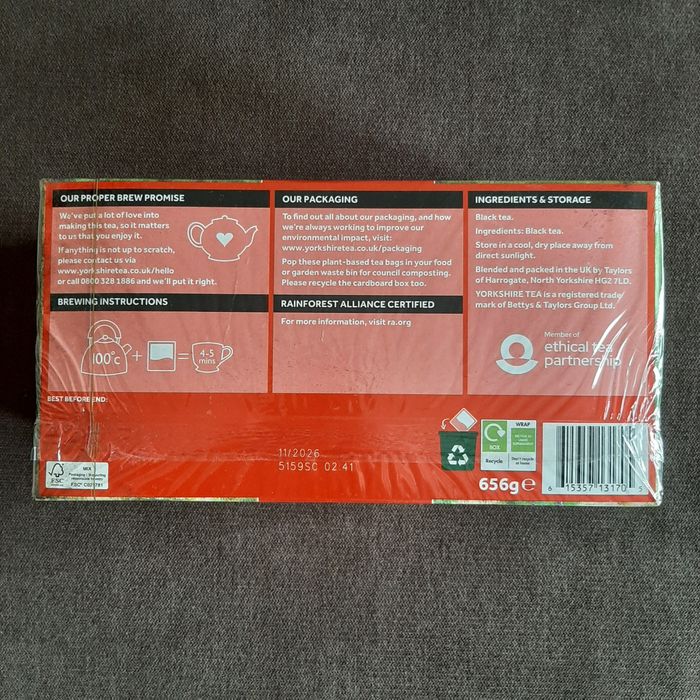 OUR PROPER BREW PROMISE
We've put a lot of love into
making this tea, so it matters
to us that you enjoy it.
If anything is not up to scratch,
please contact us via
www.yorkshiretea.co.uk/hello
or call 0800 328 1886 and we'll put it right.
BREWING INSTRUCTIONS
100°c + = 4-5
mins
BEST BEFORE END:
OUR PACKAGING
To find out all about our packaging, and how
we're always working to improve our
environmental impact, visit:
www.yorkshiretea.co.uk/packaging
Pop these plant-based tea bags in your food
or garden waste bin for council composting.
Please recycle the cardboard box too.
RAINFOREST ALLIANCE CERTIFIED
For more information, visit ra.org
INGREDIENTS & STORAGE
Black tea.
Ingredients: Black tea.
Store in a cool, dry place away from
direct sunlight.
Blended and packed in the UK by Taylors
of Harrogate, North Yorkshire HG2 7LD.
YORKSHIRE TEA is a registered trade
mark of Bettys & Taylors Group Ltd.
Member of
ethical tea
partnership
11/2026
5159SC 02:41
FSC
MIX
BOX
Recycle
WRAP
Don't recycle
at home
656g e
6 15357 13170 5